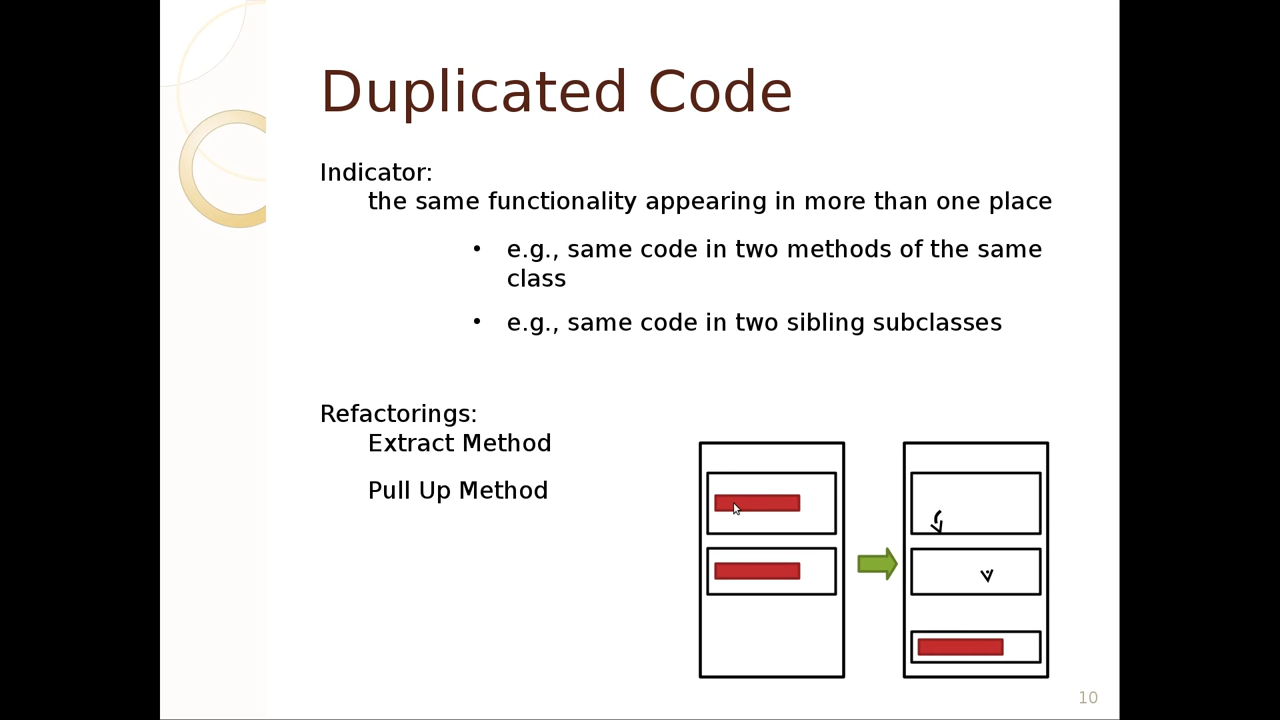 Duplicated Code
Indicator:
the same functionality appearing in more than one place
• e.g., same code in two methods of the same
class
• e.g., same code in two sibling subclasses
Refactorings:
Extract Method
Pull Up Method
10